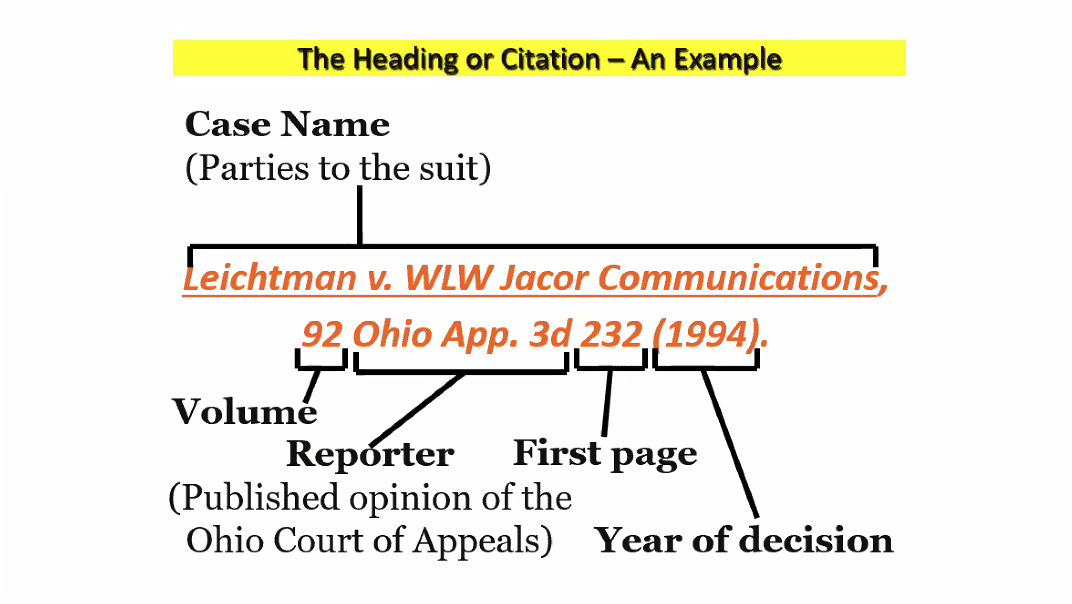 The Heading or Citation – An Example
Case Name
(Parties to the suit)
Leichtman v. WLW Jacor Communications,
92 Ohio App. 3d 232 (1994).
Volume
Reporter
First page
(Published opinion of the
Ohio Court of Appeals)
Year of decision